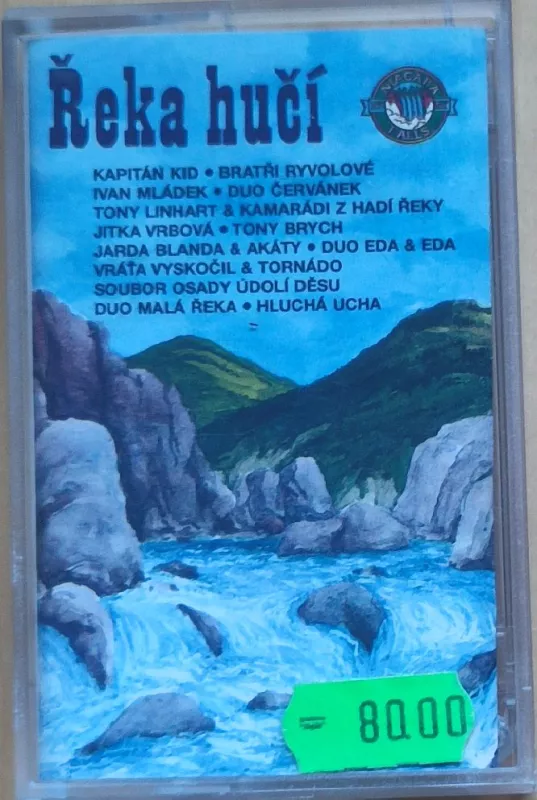 Řeka hučí
NIAGARA
FALLS
KAPITÁN KID • BRATŘI RYVOLOVÉ
IVAN MLÁDEK • DUO ČERVÁNEK
TONY LINHART & KAMARÁDI Z HADÍ ŘEKY
JITKA VRBOVÁ • TONY BRYCH
JARDA BLANDA & AKÁTY • DUO EDA & EDA
VRÁŤA VYSKOČIL & TORNÁDO
SOUBOR OSADY ÚDOLÍ DĚSU
DUO MALÁ ŘEKA • HLUCHÁ UCHA
80.00